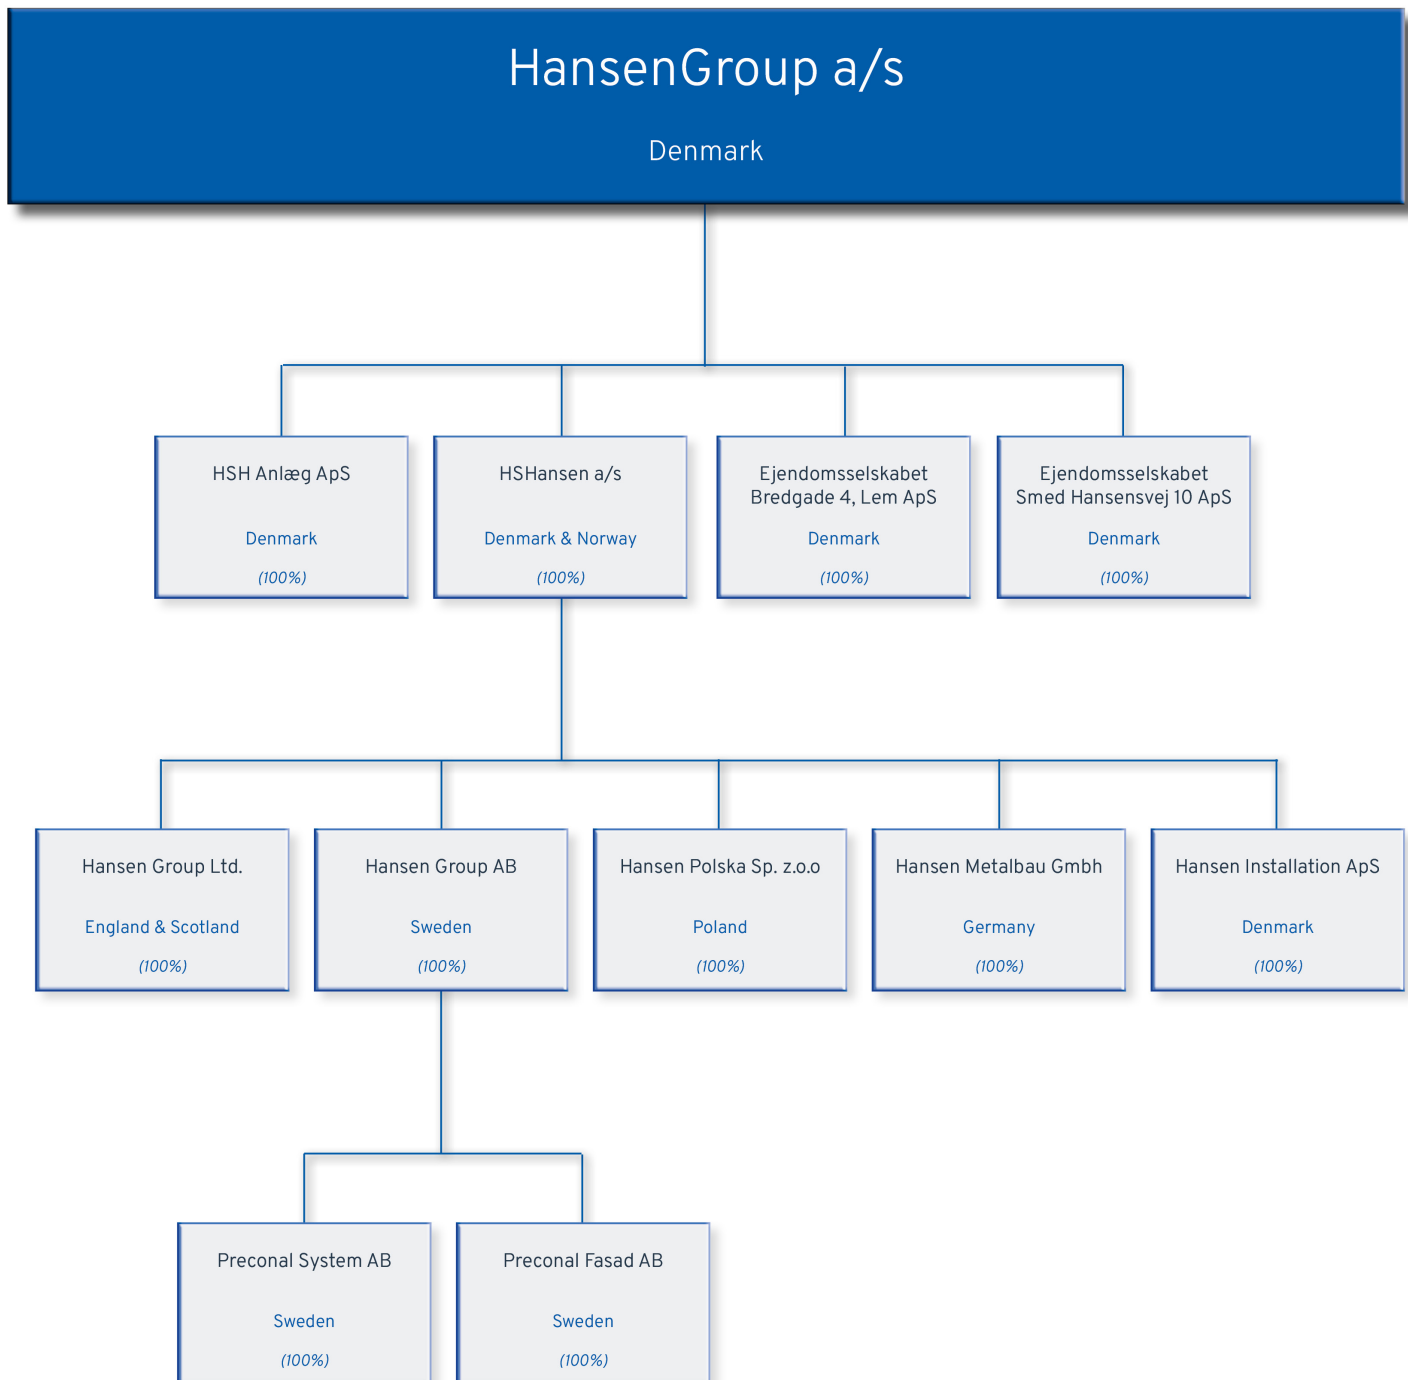 HansenGroup a/s
Denmark
HSH Anlæg ApS
Denmark
(100%)
HSHansen a/s
Denmark & Norway
(100%)
Ejendomsselskabet
Bredgade 4, Lem ApS
Denmark
(100%)
Ejendomsselskabet
Smed Hansensvej 10 ApS
Denmark
(100%)
Hansen Group Ltd.
England & Scotland
(100%)
Hansen Group AB
Sweden
(100%)
Hansen Polska Sp. z.o.o
Poland
(100%)
Hansen Metalbau Gmbh
Germany
(100%)
Hansen Installation ApS
Denmark
(100%)
Preconal System AB
Sweden
(100%)
Preconal Fasad AB
Sweden
(100%)